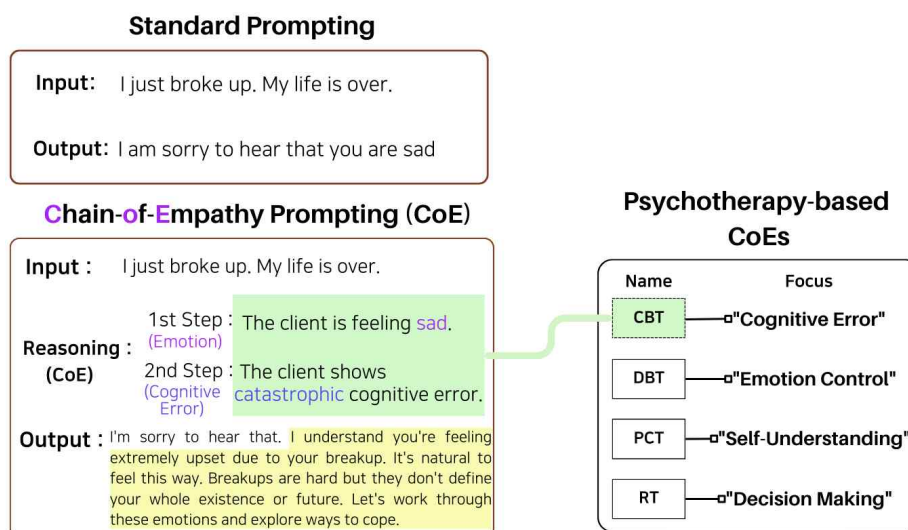 Standard Prompting
Input: I just broke up. My life is over.
Output: I am sorry to hear that you are sad
Chain-of-Empathy Prompting (CoE)
Input : I just broke up. My life is over.
Reasoning :
(CoE)
1st Step : The client is feeling sad.
(Emotion)
2nd Step : The client shows
(Cognitive catastrophic cognitive error.
Error)
Output : I'm sorry to hear that. I understand you're feeling
extremely upset due to your breakup. It's natural to
feel this way. Breakups are hard but they don't define
your whole existence or future. Let's work through
these emotions and explore ways to cope.
Psychotherapy-based
CoEs
Name Focus
CBT "Cognitive Error"
DBT "Emotion Control"
PCT "Self-Understanding"
RT "Decision Making"